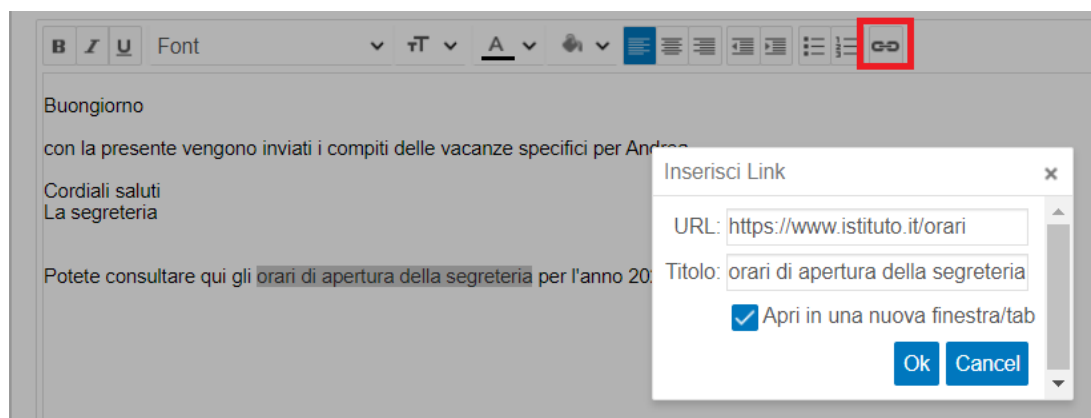 B I U Font
Buongiorno
con la presente vengono inviati i compiti delle vacanze specifici per Andrea
Cordiali saluti
La segreteria
Potete consultare qui gli orari di apertura della segreteria per l'anno
Inserisci Link
URL: https://www.istituto.it/orari
Titolo: orari di apertura della segreteria
Apri in una nuova finestra/tab
Ok Cancel